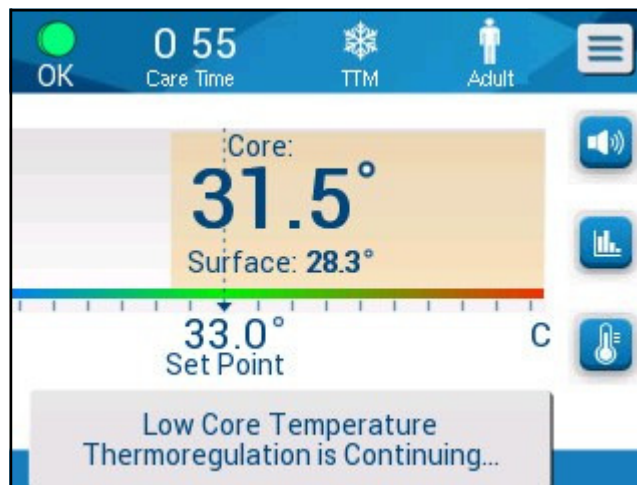 OK
0 55
Care Time
TTM
Adult
Core:
31.5°
Surface: 28.3°
33.0°
C
Set Point
Low Core Temperature
Thermoregulation is Continuing...